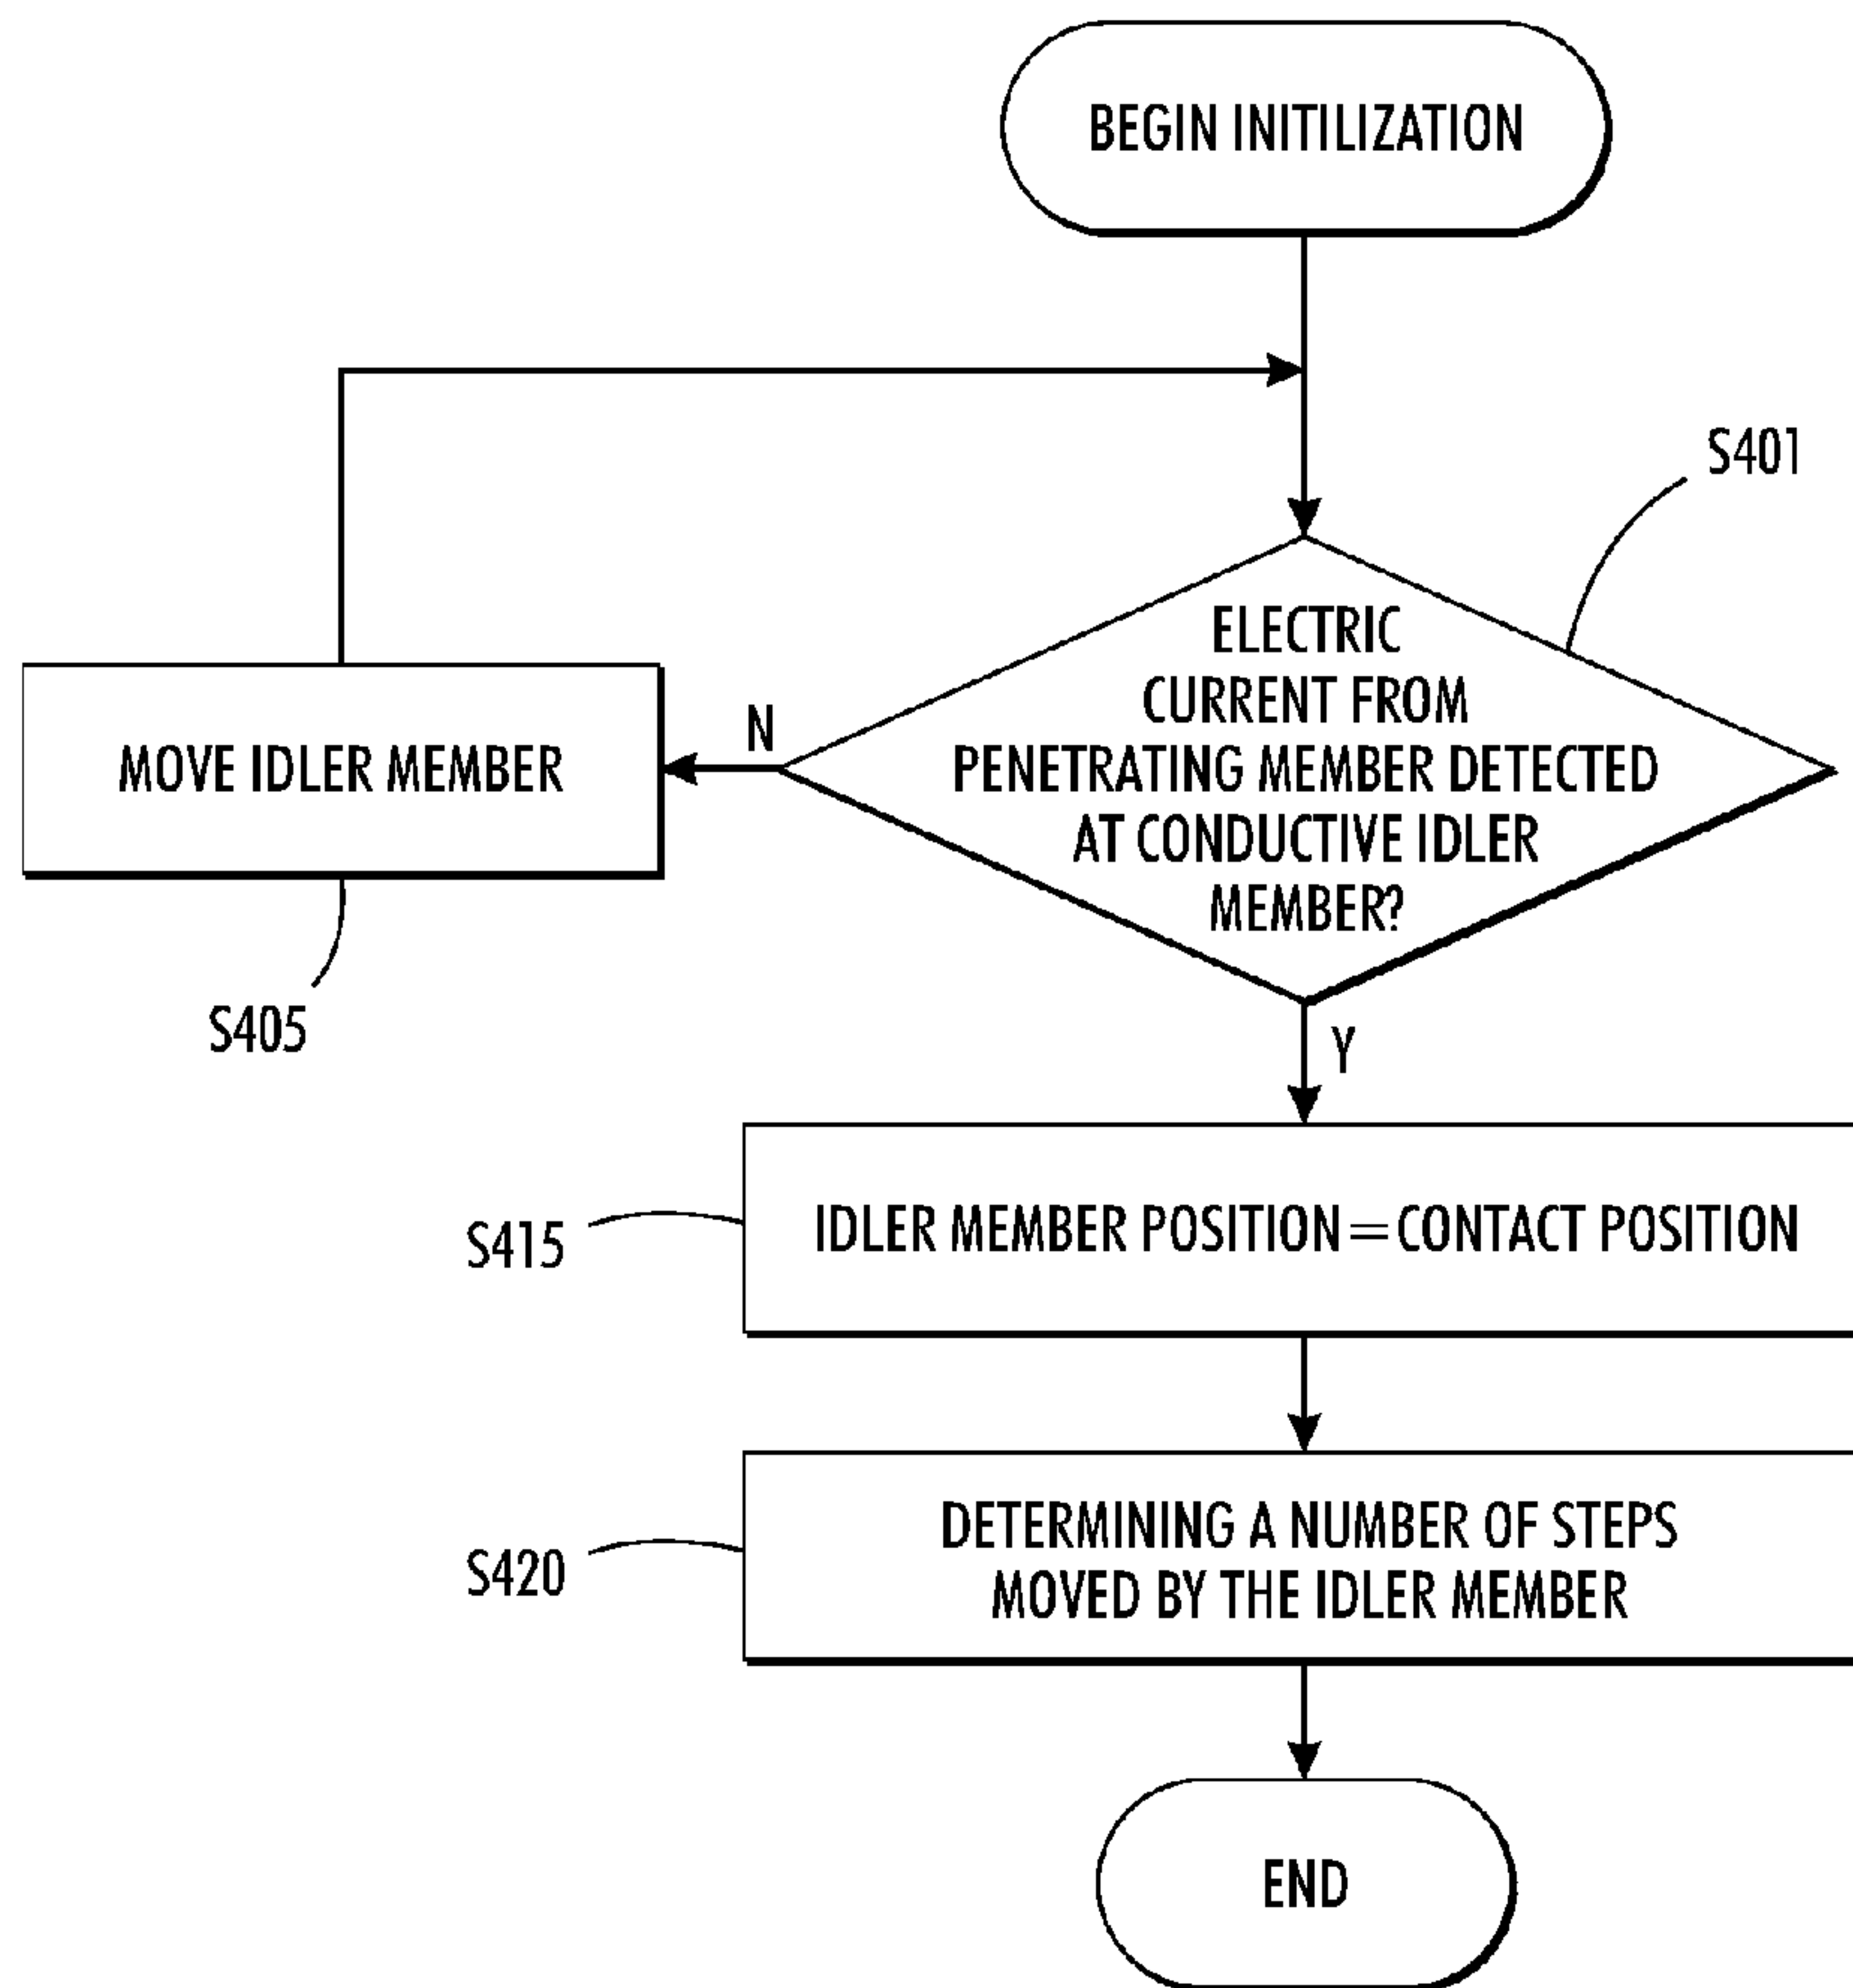 BEGIN INITILIZATION
S401
ELECTRIC
CURRENT FROM
PENETRATING MEMBER DETECTED
AT CONDUCTIVE IDLER
MEMBER?
N
MOVE IDLER MEMBER
S405
Y
IDLER MEMBER POSITION=CONTACT POSITION
S415
DETERMINING A NUMBER OF STEPS
MOVED BY THE IDLER MEMBER
S420
END